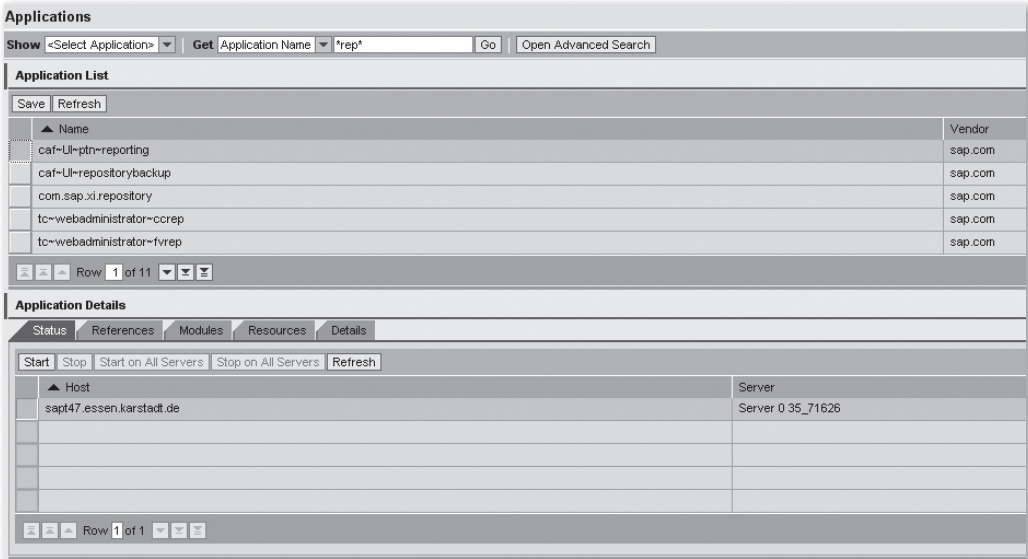 Applications
Show <Select Application> Get Application Name *rep* Go Open Advanced Search
Application List
Save Refresh
Name Vendor
caf~UI~ptn~reporting sap.com
caf~UI~repositorybackup sap.com
com.sap.xi.repository sap.com
tc~webadministrator~ccrep sap.com
tc~webadministrator~fvrep sap.com
Row 1 of 11
Application Details
Status References Modules Resources Details
Start Stop Start on All Servers Stop on All Servers Refresh
Host Server
sapt47.essen.karstadt.de Server 0 35_71626
Row 1 of 1